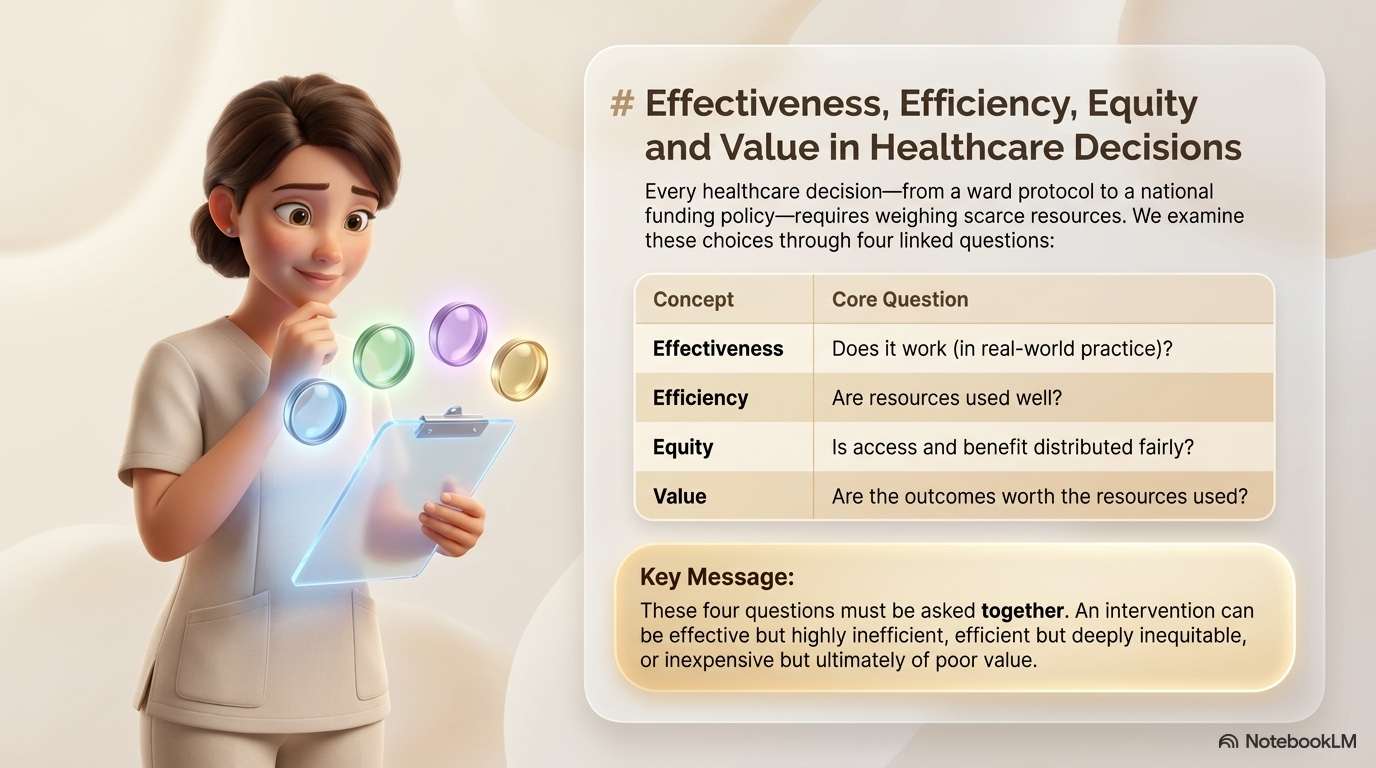 # Effectiveness, Efficiency, Equity
and Value in Healthcare Decisions
Every healthcare decision—from a ward protocol to a national
funding policy—requires weighing scarce resources. We examine
these choices through four linked questions:
Concept Core Question
Effectiveness Does it work (in real-world practice)?
Efficiency Are resources used well?
Equity Is access and benefit distributed fairly?
Value Are the outcomes worth the resources used?
Key Message:
These four questions must be asked together. An intervention can
be effective but highly inefficient, efficient but deeply inequitable,
or inexpensive but ultimately of poor value.
NotebookLM